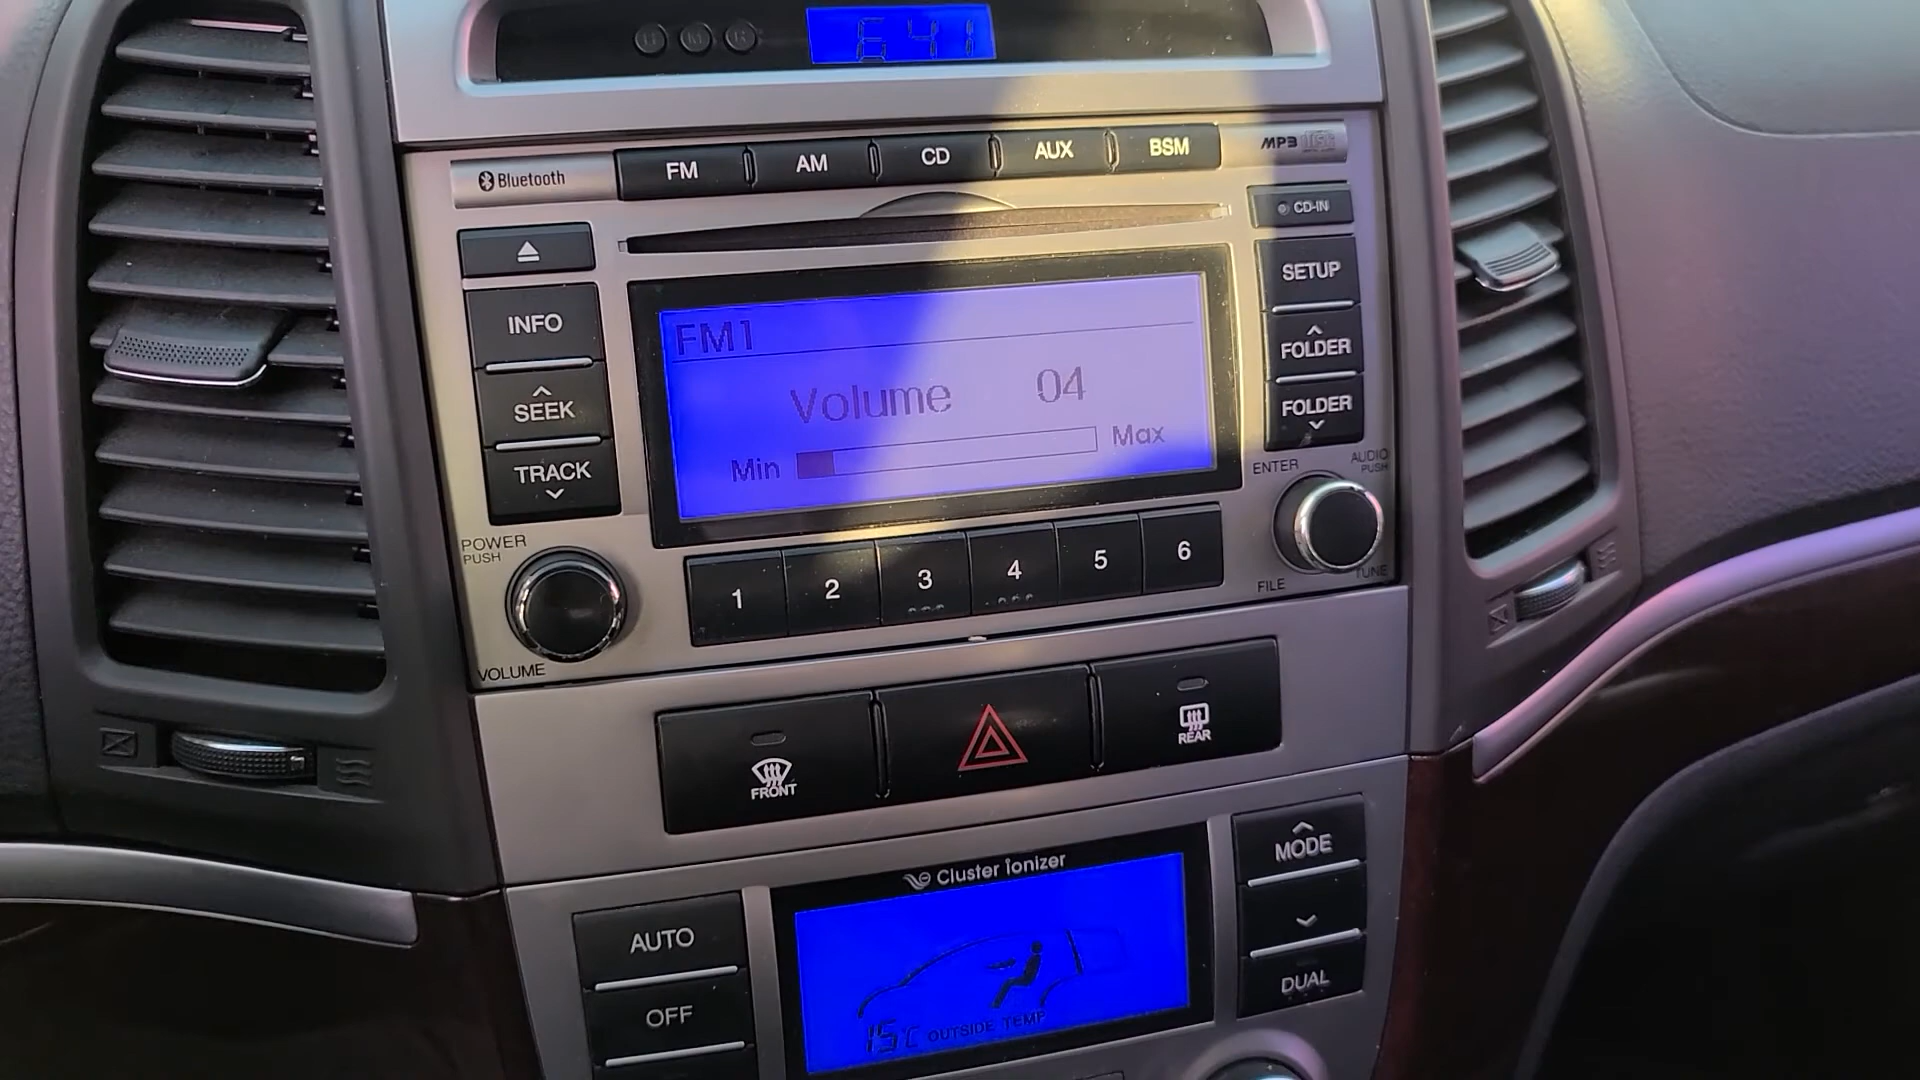 H M R 6:41
Bluetooth FM AM CD AUX BSM MP3 DISC
CD-IN
INFO
SEEK
TRACK
FM1
Volume 04
Min Max
SETUP
FOLDER
FOLDER
POWER
PUSH
VOLUME
1 2 3 4 5 6
ENTER
AUDIO
PUSH
FILE
TUNE
FRONT
REAR
Cluster ionizer
AUTO
OFF
15°C OUTSIDE TEMP
MODE
DUAL